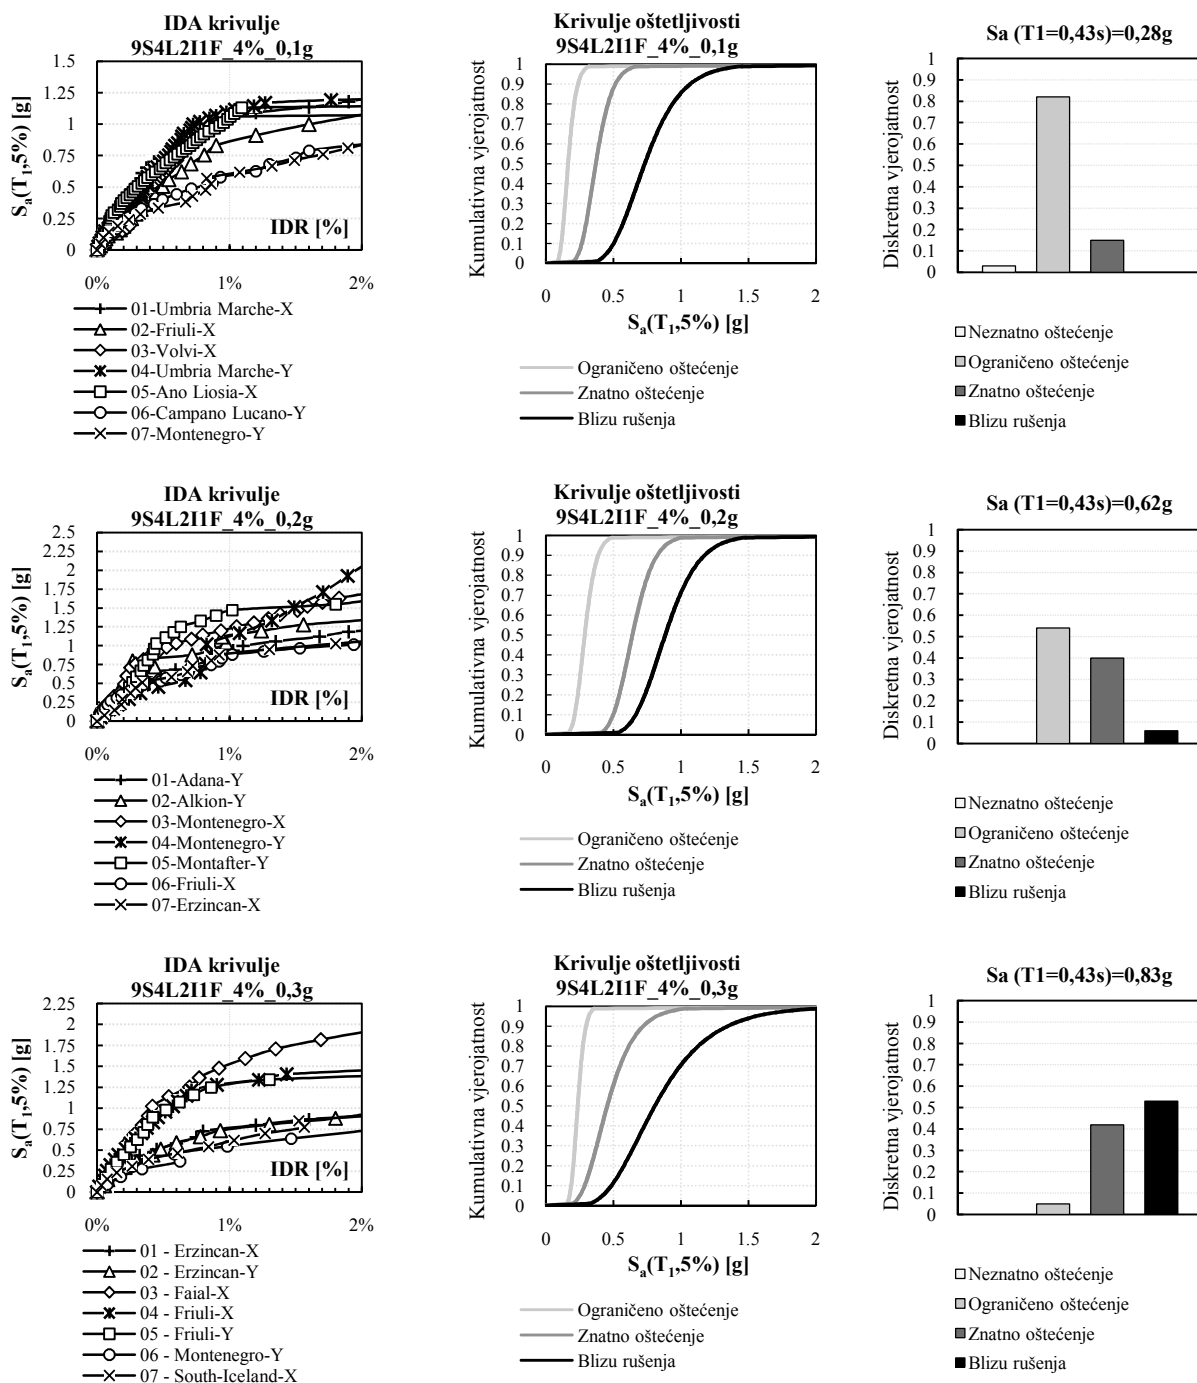 IDA krivulje
9S4L2I1F_4%_0,1g
1.5
1.25
1
0.75
0.5
0.25
0
Sa(T1,5%) [g]
IDR [%]
0% 1% 2%
01-Umbria Marche-X
02-Friuli-X
03-Volvi-X
04-Umbria Marche-Y
05-Ano Liosia-X
06-Campano Lucano-Y
07-Montenegro-Y
Krivulje oštetljivosti
9S4L2I1F_4%_0,1g
Kumulativna vjerojatnost
1
0.9
0.8
0.7
0.6
0.5
0.4
0.3
0.2
0.1
0
0 0.5 1 1.5 2
Sa(T1,5%) [g]
Ograničeno oštećenje
Znatno oštećenje
Blizu rušenja
Sa (T1=0,43s)=0,28g
Diskretna vjerojatnost
1
0.9
0.8
0.7
0.6
0.5
0.4
0.3
0.2
0.1
0
Neznatno oštećenje
Ograničeno oštećenje
Znatno oštećenje
Blizu rušenja
IDA krivulje
9S4L2I1F_4%_0,2g
2.5
2.25
2
1.75
1.5
1.25
1
0.75
0.5
0.25
0
Sa(T1,5%) [g]
IDR [%]
0% 1% 2%
01-Adana-Y
02-Alkion-Y
03-Montenegro-X
04-Montenegro-Y
05-Montafter-Y
06-Friuli-X
07-Erzincan-X
Krivulje oštetljivosti
9S4L2I1F_4%_0,2g
Kumulativna vjerojatnost
1
0.9
0.8
0.7
0.6
0.5
0.4
0.3
0.2
0.1
0
0 0.5 1 1.5 2
Sa(T1,5%) [g]
Ograničeno oštećenje
Znatno oštećenje
Blizu rušenja
Sa (T1=0,43s)=0,62g
Diskretna vjerojatnost
1
0.9
0.8
0.7
0.6
0.5
0.4
0.3
0.2
0.1
0
Neznatno oštećenje
Ograničeno oštećenje
Znatno oštećenje
Blizu rušenja
IDA krivulje
9S4L2I1F_4%_0,3g
2.25
2
1.75
1.5
1.25
1
0.75
0.5
0.25
0
Sa(T1,5%) [g]
IDR [%]
0% 1% 2%
01 - Erzincan-X
02 - Erzincan-Y
03 - Faial-X
04 - Friuli-X
05 - Friuli-Y
06 - Montenegro-Y
07 - South-Iceland-X
Krivulje oštetljivosti
9S4L2I1F_4%_0,3g
Kumulativna vjerojatnost
1
0.9
0.8
0.7
0.6
0.5
0.4
0.3
0.2
0.1
0
0 0.5 1 1.5 2
Sa(T1,5%) [g]
Ograničeno oštećenje
Znatno oštećenje
Blizu rušenja
Sa (T1=0,43s)=0,83g
Diskretna vjerojatnost
1
0.9
0.8
0.7
0.6
0.5
0.4
0.3
0.2
0.1
0
Neznatno oštećenje
Ograničeno oštećenje
Znatno oštećenje
Blizu rušenja